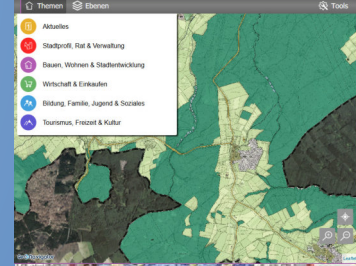 Themen Ebenen Tools
Aktuelles
Stadtprofil, Rat & Verwaltung
Bauen, Wohnen & Stadtentwicklung
Wirtschaft & Einkaufen
Bildung, Familie, Jugend & Soziales
Tourismus, Freizeit & Kultur
Leaflet